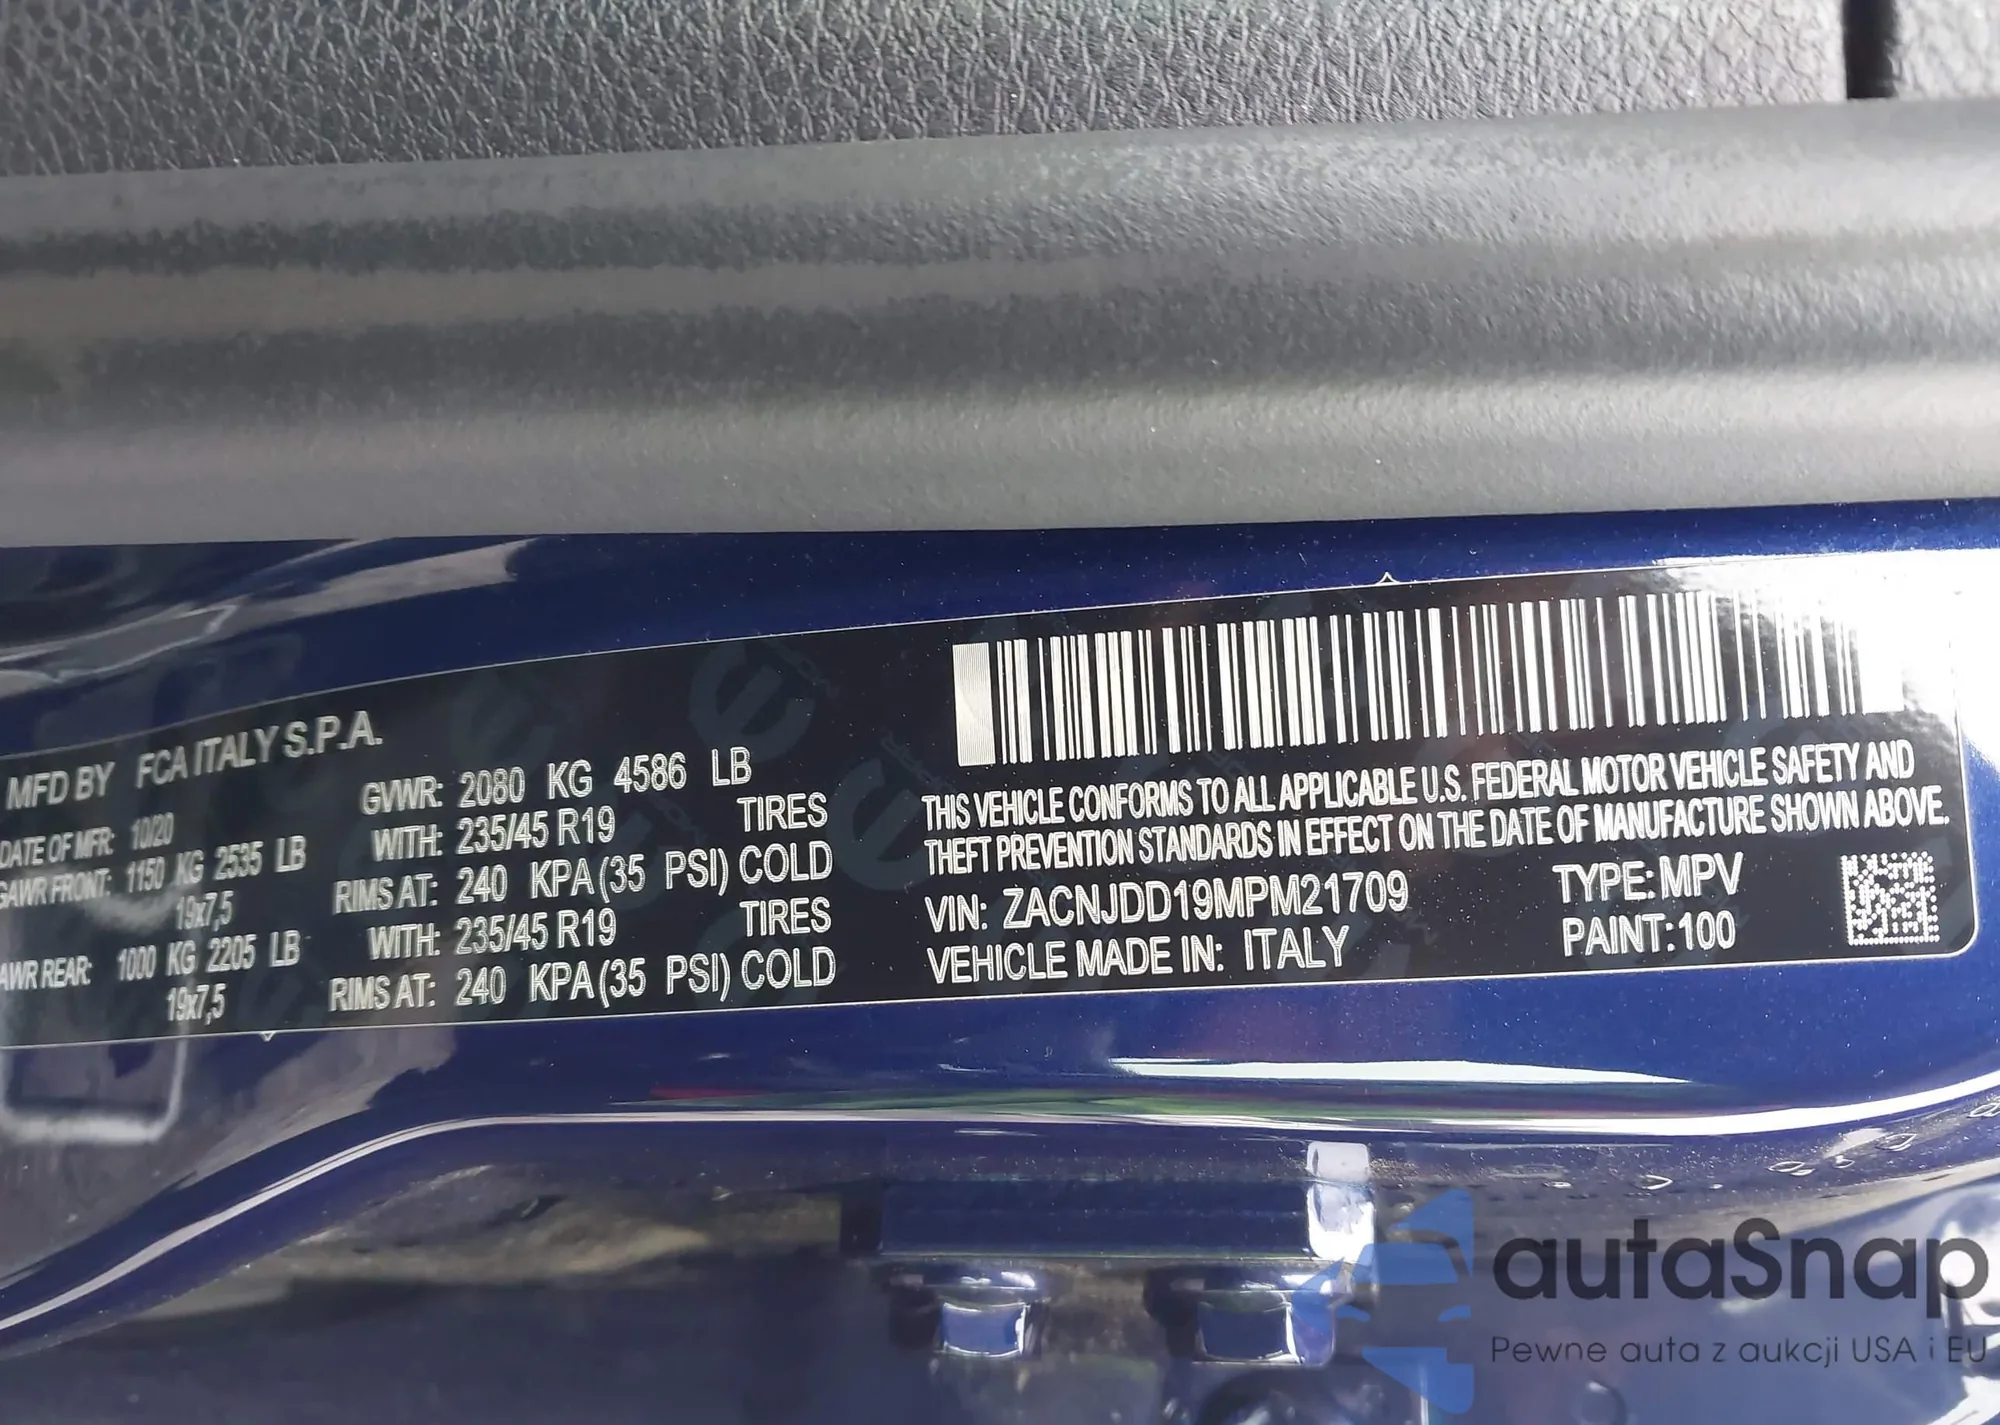 MFD BY FCA ITALY S.P.A.
DATE OF MFR: 10/20 GVWR: 2080 KG 4586 LB
GAWR FRONT: 1150 KG 2535 LB WITH: 235/45 R19 TIRES
19x7,5 RIMS AT: 240 KPA (35 PSI) COLD
AWR REAR: 1000 KG 2205 LB WITH: 235/45 R19 TIRES
19x7,5 RIMS AT: 240 KPA (35 PSI) COLD
THIS VEHICLE CONFORMS TO ALL APPLICABLE U.S. FEDERAL MOTOR VEHICLE SAFETY AND
THEFT PREVENTION STANDARDS IN EFFECT ON THE DATE OF MANUFACTURE SHOWN ABOVE.
VIN: ZACNJDD19MPM21709 TYPE: MPV
VEHICLE MADE IN: ITALY PAINT: 100
autaSnap
Pewne auta z aukcji USA i EU